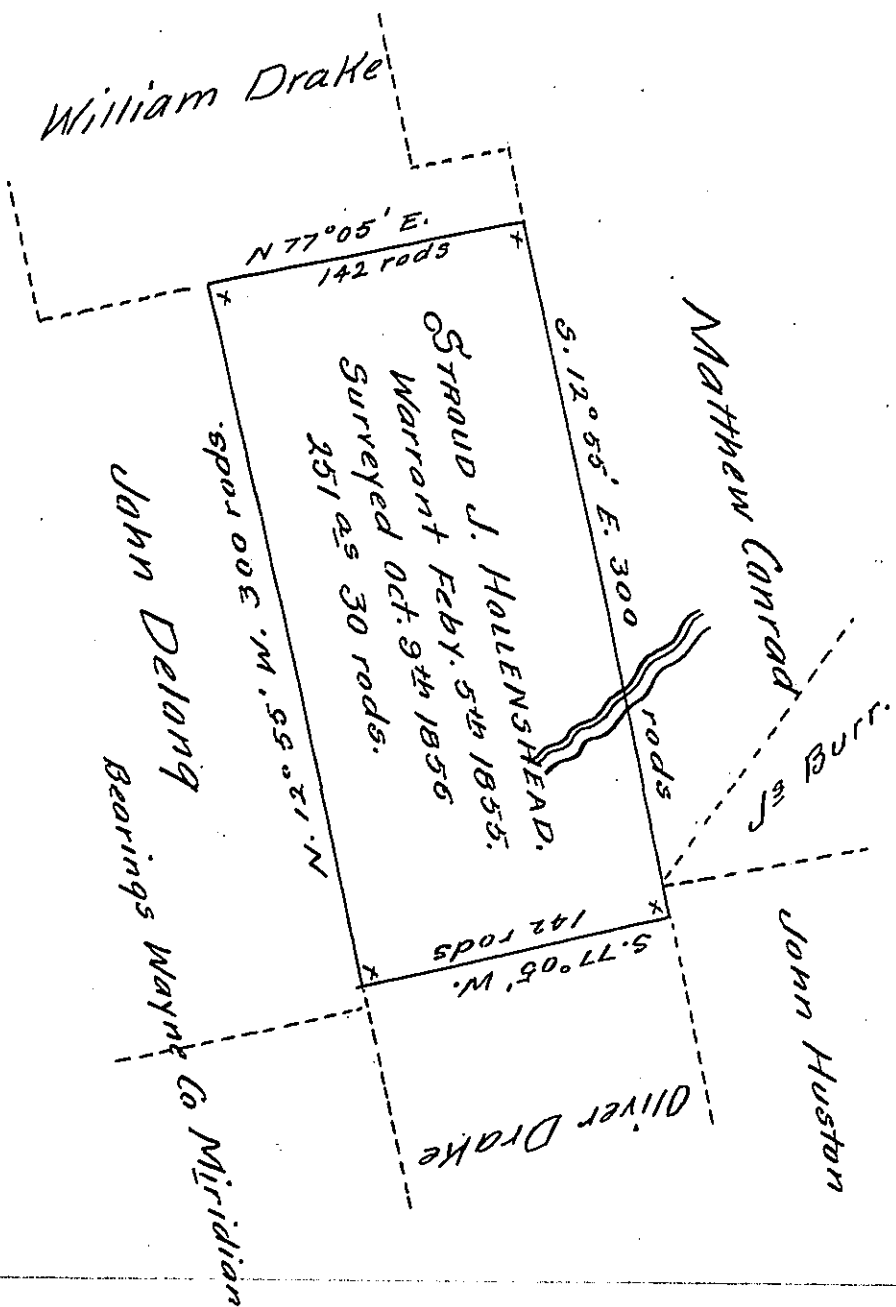 William Drake
N 77°05' E.
142 rods
S. 12°55' E. 300 rods
Matthew Conrad
Js Burr.
John Huston
STROUD J. HOLLENSHEAD.
Warrant Feby. 5th 1855.
Surveyed Oct. 9th 1856
251 as 30 rods.
S. 77°05' W.
142 rods
Oliver Drake
N. 12°55' W. 300 rods.
John Delong
Bearings Wayne Co Miridian